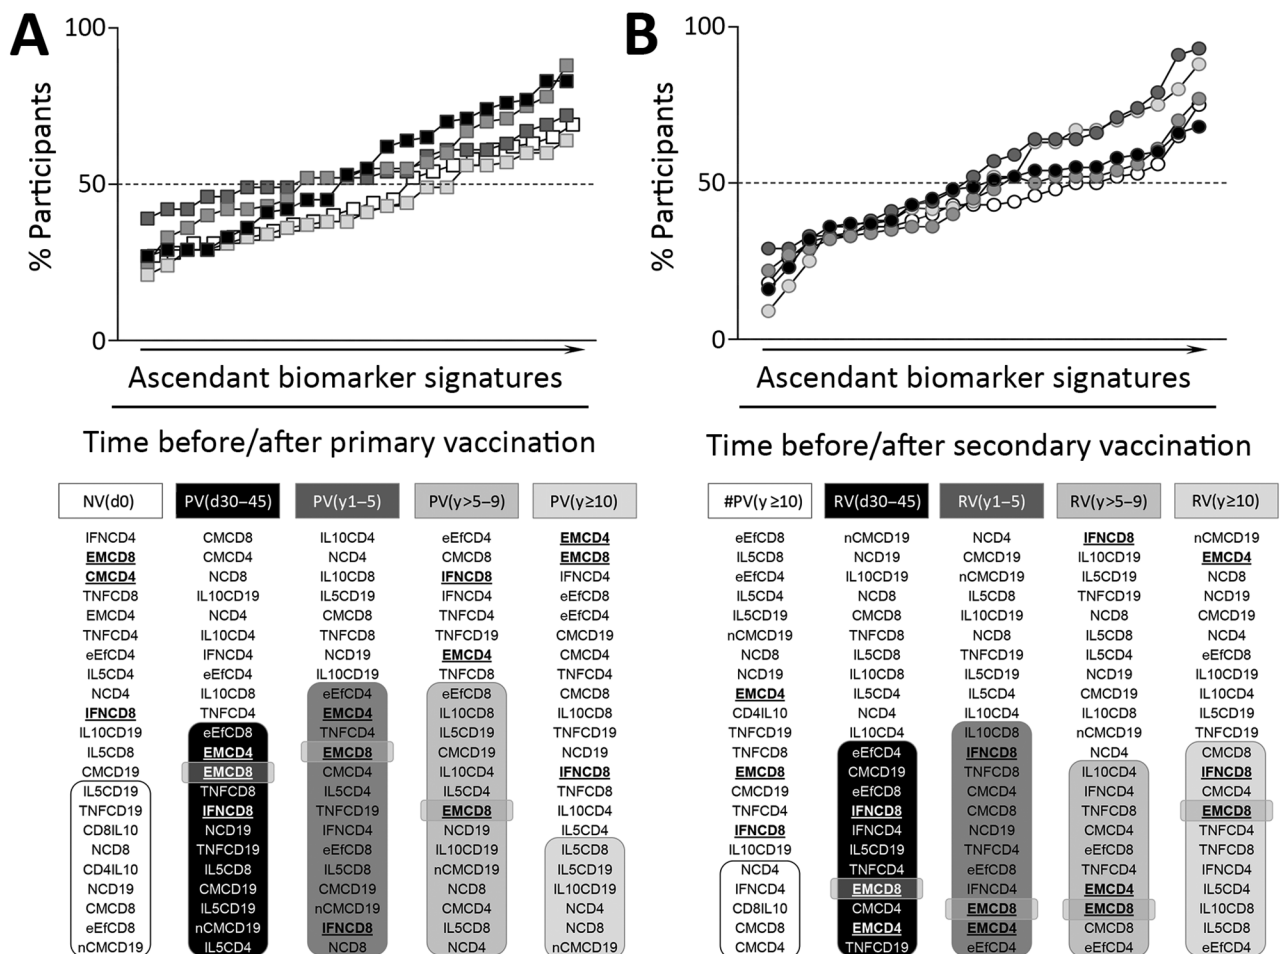 A
B
100
50
0
% Participants
Ascendant biomarker signatures
Time before/after primary vaccination
100
50
0
% Participants
Ascendant biomarker signatures
Time before/after secondary vaccination
NV(d0) PV(d30–45) PV(y1–5) PV(y>5–9) PV(y≥10)
IFNCD4 CMCD8 IL10CD4 eEfCD4 EMCD4
EMCD8 CMCD4 NCD4 CMCD8 EMCD8
CMCD4 NCD8 IL10CD8 IFNCD8 IFNCD4
TNFCD8 IL10CD19 IL5CD19 IFNCD4 eEfCD8
EMCD4 NCD4 CMCD8 TNFCD4 eEfCD4
TNFCD4 IL10CD4 TNFCD8 TNFCD19 CMCD19
eEfCD4 IFNCD4 NCD19 EMCD4 CMCD4
IL5CD4 eEfCD4 IL10CD19 TNFCD8 TNFCD4
NCD4 IL10CD8 eEfCD4 eEfCD8 CMCD8
IFNCD8 TNFCD4 EMCD4 IL10CD8 IL10CD8
IL10CD19 eEfCD8 TNFCD4 IL5CD19 TNFCD19
IL5CD8 EMCD4 EMCD8 CMCD19 NCD19
CMCD19 EMCD8 CMCD4 IL10CD4 IFNCD8
IL5CD19 TNFCD8 IL5CD4 IL5CD4 TNFCD8
TNFCD19 IFNCD8 TNFCD19 EMCD8 IL10CD4
CD8IL10 NCD19 IFNCD4 NCD19 IL5CD4
NCD8 TNFCD19 eEfCD8 IL10CD19 IL5CD8
CD4IL10 IL5CD8 IL5CD8 nCMCD19 IL5CD19
NCD19 CMCD19 CMCD19 NCD8 IL10CD19
CMCD8 IL5CD19 nCMCD19 CMCD4 NCD4
eEfCD8 nCMCD19 IFNCD8 IL5CD8 NCD8
nCMCD19 IL5CD4 NCD8 NCD4 nCMCD19
#PV(y ≥10) RV(d30–45) RV(y1–5) RV(y>5–9) RV(y≥10)
eEfCD8 nCMCD19 NCD4 IFNCD8 nCMCD19
IL5CD8 NCD19 CMCD19 IL10CD19 EMCD4
eEfCD4 IL10CD19 nCMCD19 IL5CD19 NCD8
IL5CD4 NCD8 IL5CD8 TNFCD19 NCD19
IL5CD19 CMCD8 IL10CD19 NCD8 CMCD19
nCMCD19 TNFCD8 NCD8 IL5CD8 NCD4
NCD8 IL5CD8 TNFCD19 IL5CD4 eEfCD8
NCD19 IL10CD8 IL5CD19 NCD19 IL10CD19
EMCD4 IL5CD4 IL5CD4 CMCD19 IL10CD4
CD4IL10 NCD4 IL10CD4 IL10CD8 IL5CD19
TNFCD19 IL10CD4 IL10CD8 nCMCD19 TNFCD19
TNFCD8 eEfCD4 IFNCD8 NCD4 CMCD8
EMCD8 CMCD19 TNFCD8 IL10CD4 IFNCD8
CMCD19 eEfCD8 CMCD4 IFNCD4 CMCD4
TNFCD4 IFNCD8 CMCD8 TNFCD8 EMCD8
IFNCD8 IFNCD4 NCD19 CMCD4 TNFCD4
IL10CD19 IL5CD19 TNFCD4 eEfCD8 TNFCD8
NCD4 TNFCD4 eEfCD8 TNFCD4 IFNCD4
IFNCD4 EMCD8 IFNCD4 EMCD4 IL5CD4
CD8IL10 CMCD4 EMCD8 EMCD8 IL10CD8
CMCD8 EMCD4 EMCD4 CMCD8 IL5CD8
CMCD4 TNFCD19 eEfCD4 eEfCD4 eEfCD4